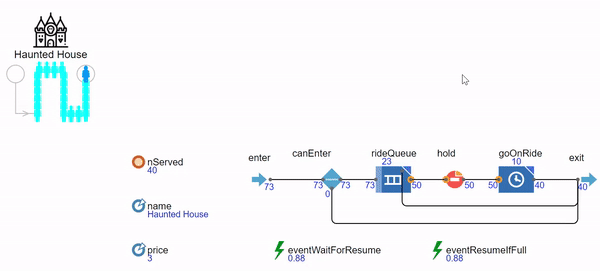 Haunted House
enter
canEnter
rideQueue
hold
goOnRide
exit
23
10
73
73
73
73
50
50
40
40
0
nServed
40
name
Haunted House
price
3
eventWaitForResume
0.88
eventResumeIfFull
0.88